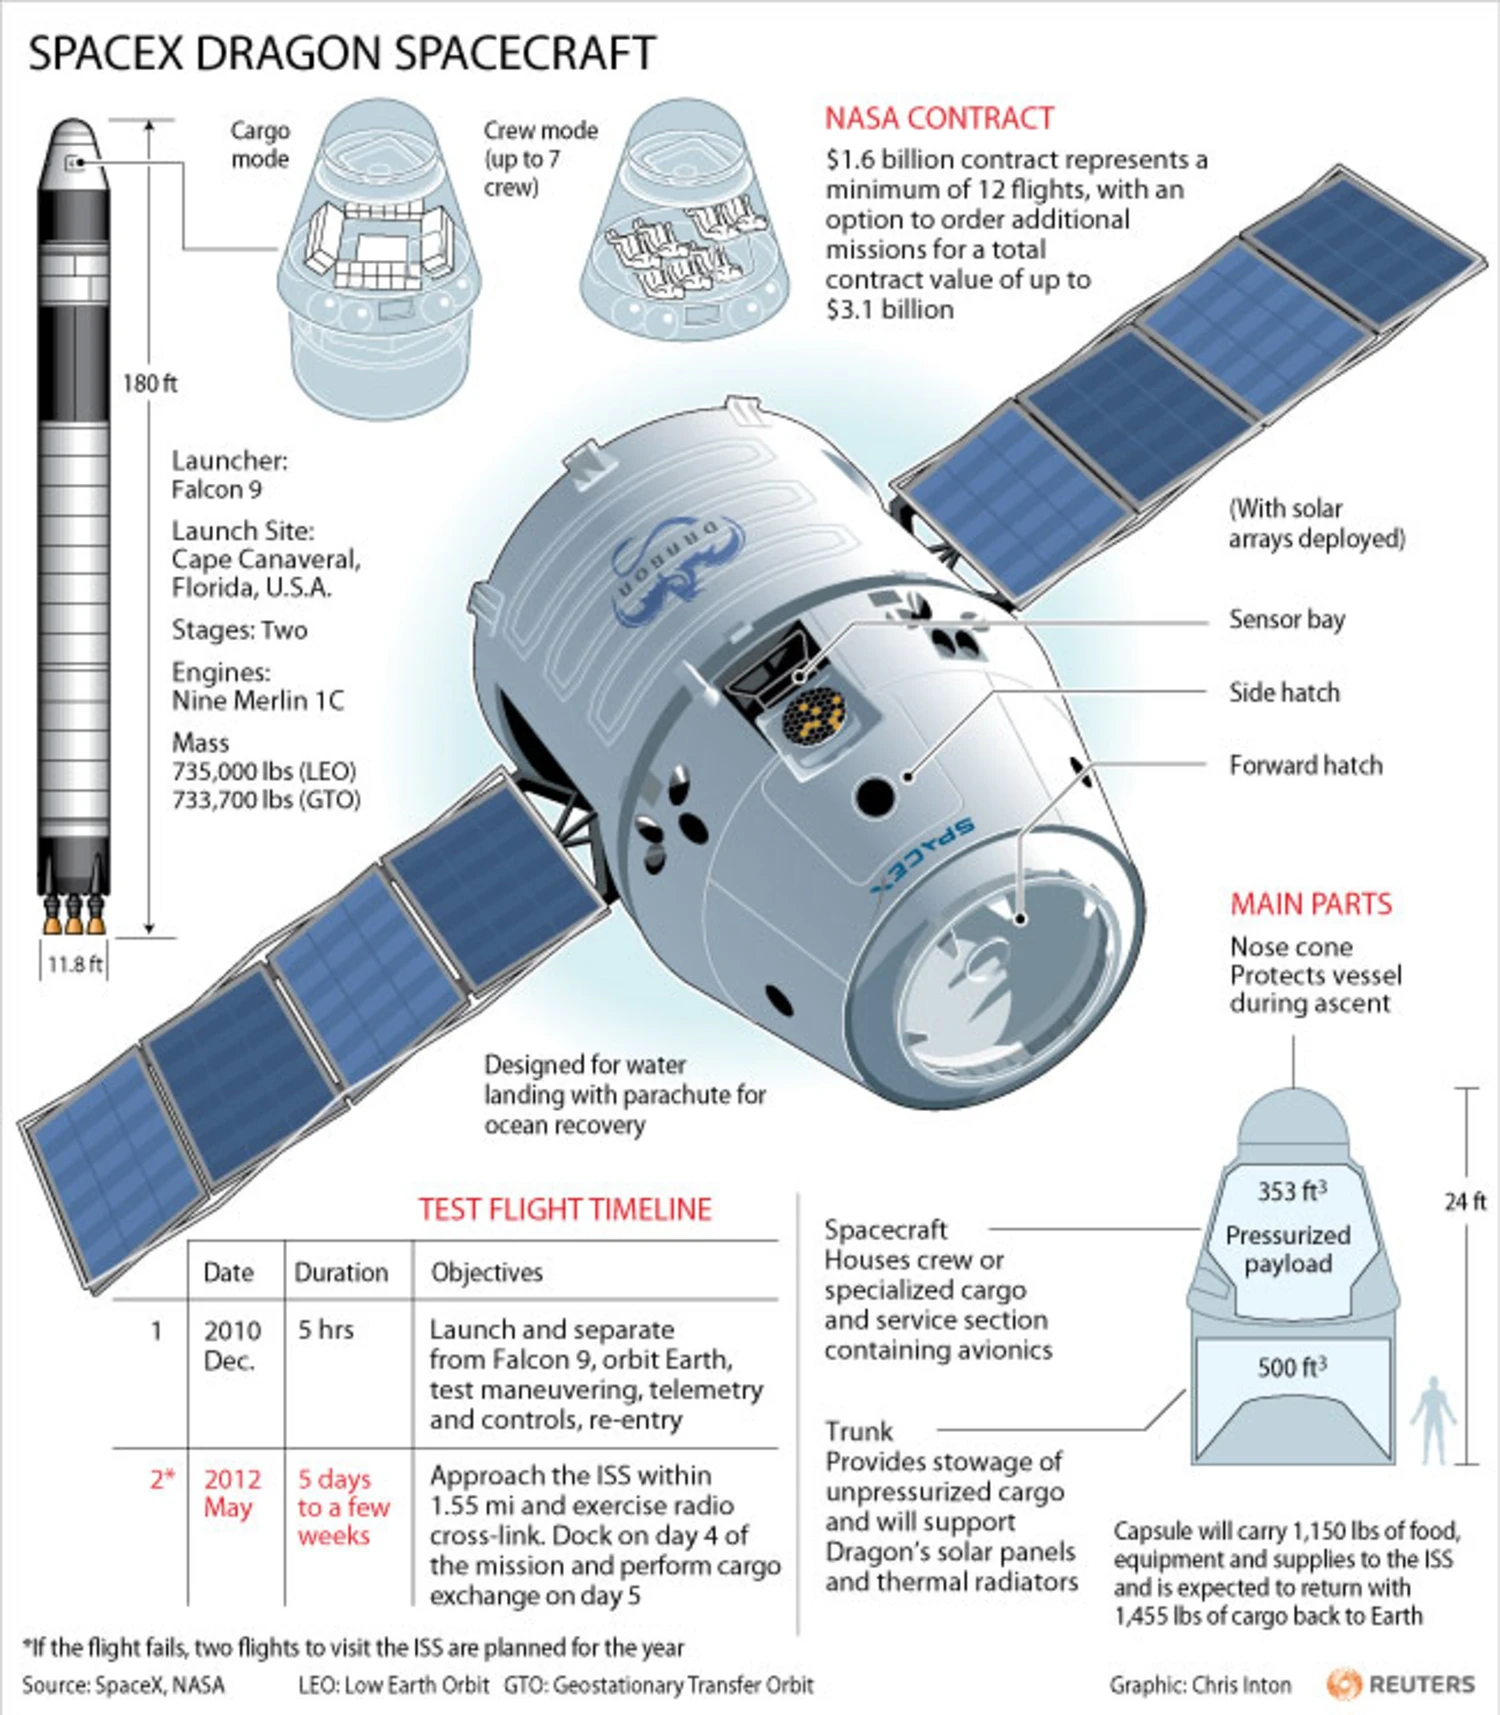 SPACEX DRAGON SPACECRAFT
Cargo
mode
Crew mode
(up to 7
crew)
NASA CONTRACT
$1.6 billion contract represents a
minimum of 12 flights, with an
option to order additional
missions for a total
contract value of up to
$3.1 billion
180 ft
Launcher:
Falcon 9
Launch Site:
Cape Canaveral,
Florida, U.S.A.
Stages: Two
Engines:
Nine Merlin 1C
Mass
735,000 lbs (LEO)
733,700 lbs (GTO)
11.8 ft
DRAGON
SPACEX
(With solar
arrays deployed)
Sensor bay
Side hatch
Forward hatch
Designed for water
landing with parachute for
ocean recovery
MAIN PARTS
Nose cone
Protects vessel
during ascent
353 ft³
Pressurized
payload
24 ft
500 ft³
Spacecraft
Houses crew or
specialized cargo
and service section
containing avionics
Trunk
Provides stowage of
unpressurized cargo
and will support
Dragon's solar panels
and thermal radiators
Capsule will carry 1,150 lbs of food,
equipment and supplies to the ISS
and is expected to return with
1,455 lbs of cargo back to Earth
TEST FLIGHT TIMELINE
Date Duration Objectives
1 2010 5 hrs Launch and separate
Dec. from Falcon 9, orbit Earth,
test maneuvering, telemetry
and controls, re-entry
2* 2012 5 days Approach the ISS within
May to a few 1.55 mi and exercise radio
weeks cross-link. Dock on day 4 of
the mission and perform cargo
exchange on day 5
*If the flight fails, two flights to visit the ISS are planned for the year
Source: SpaceX, NASA LEO: Low Earth Orbit GTO: Geostationary Transfer Orbit
Graphic: Chris Inton REUTERS